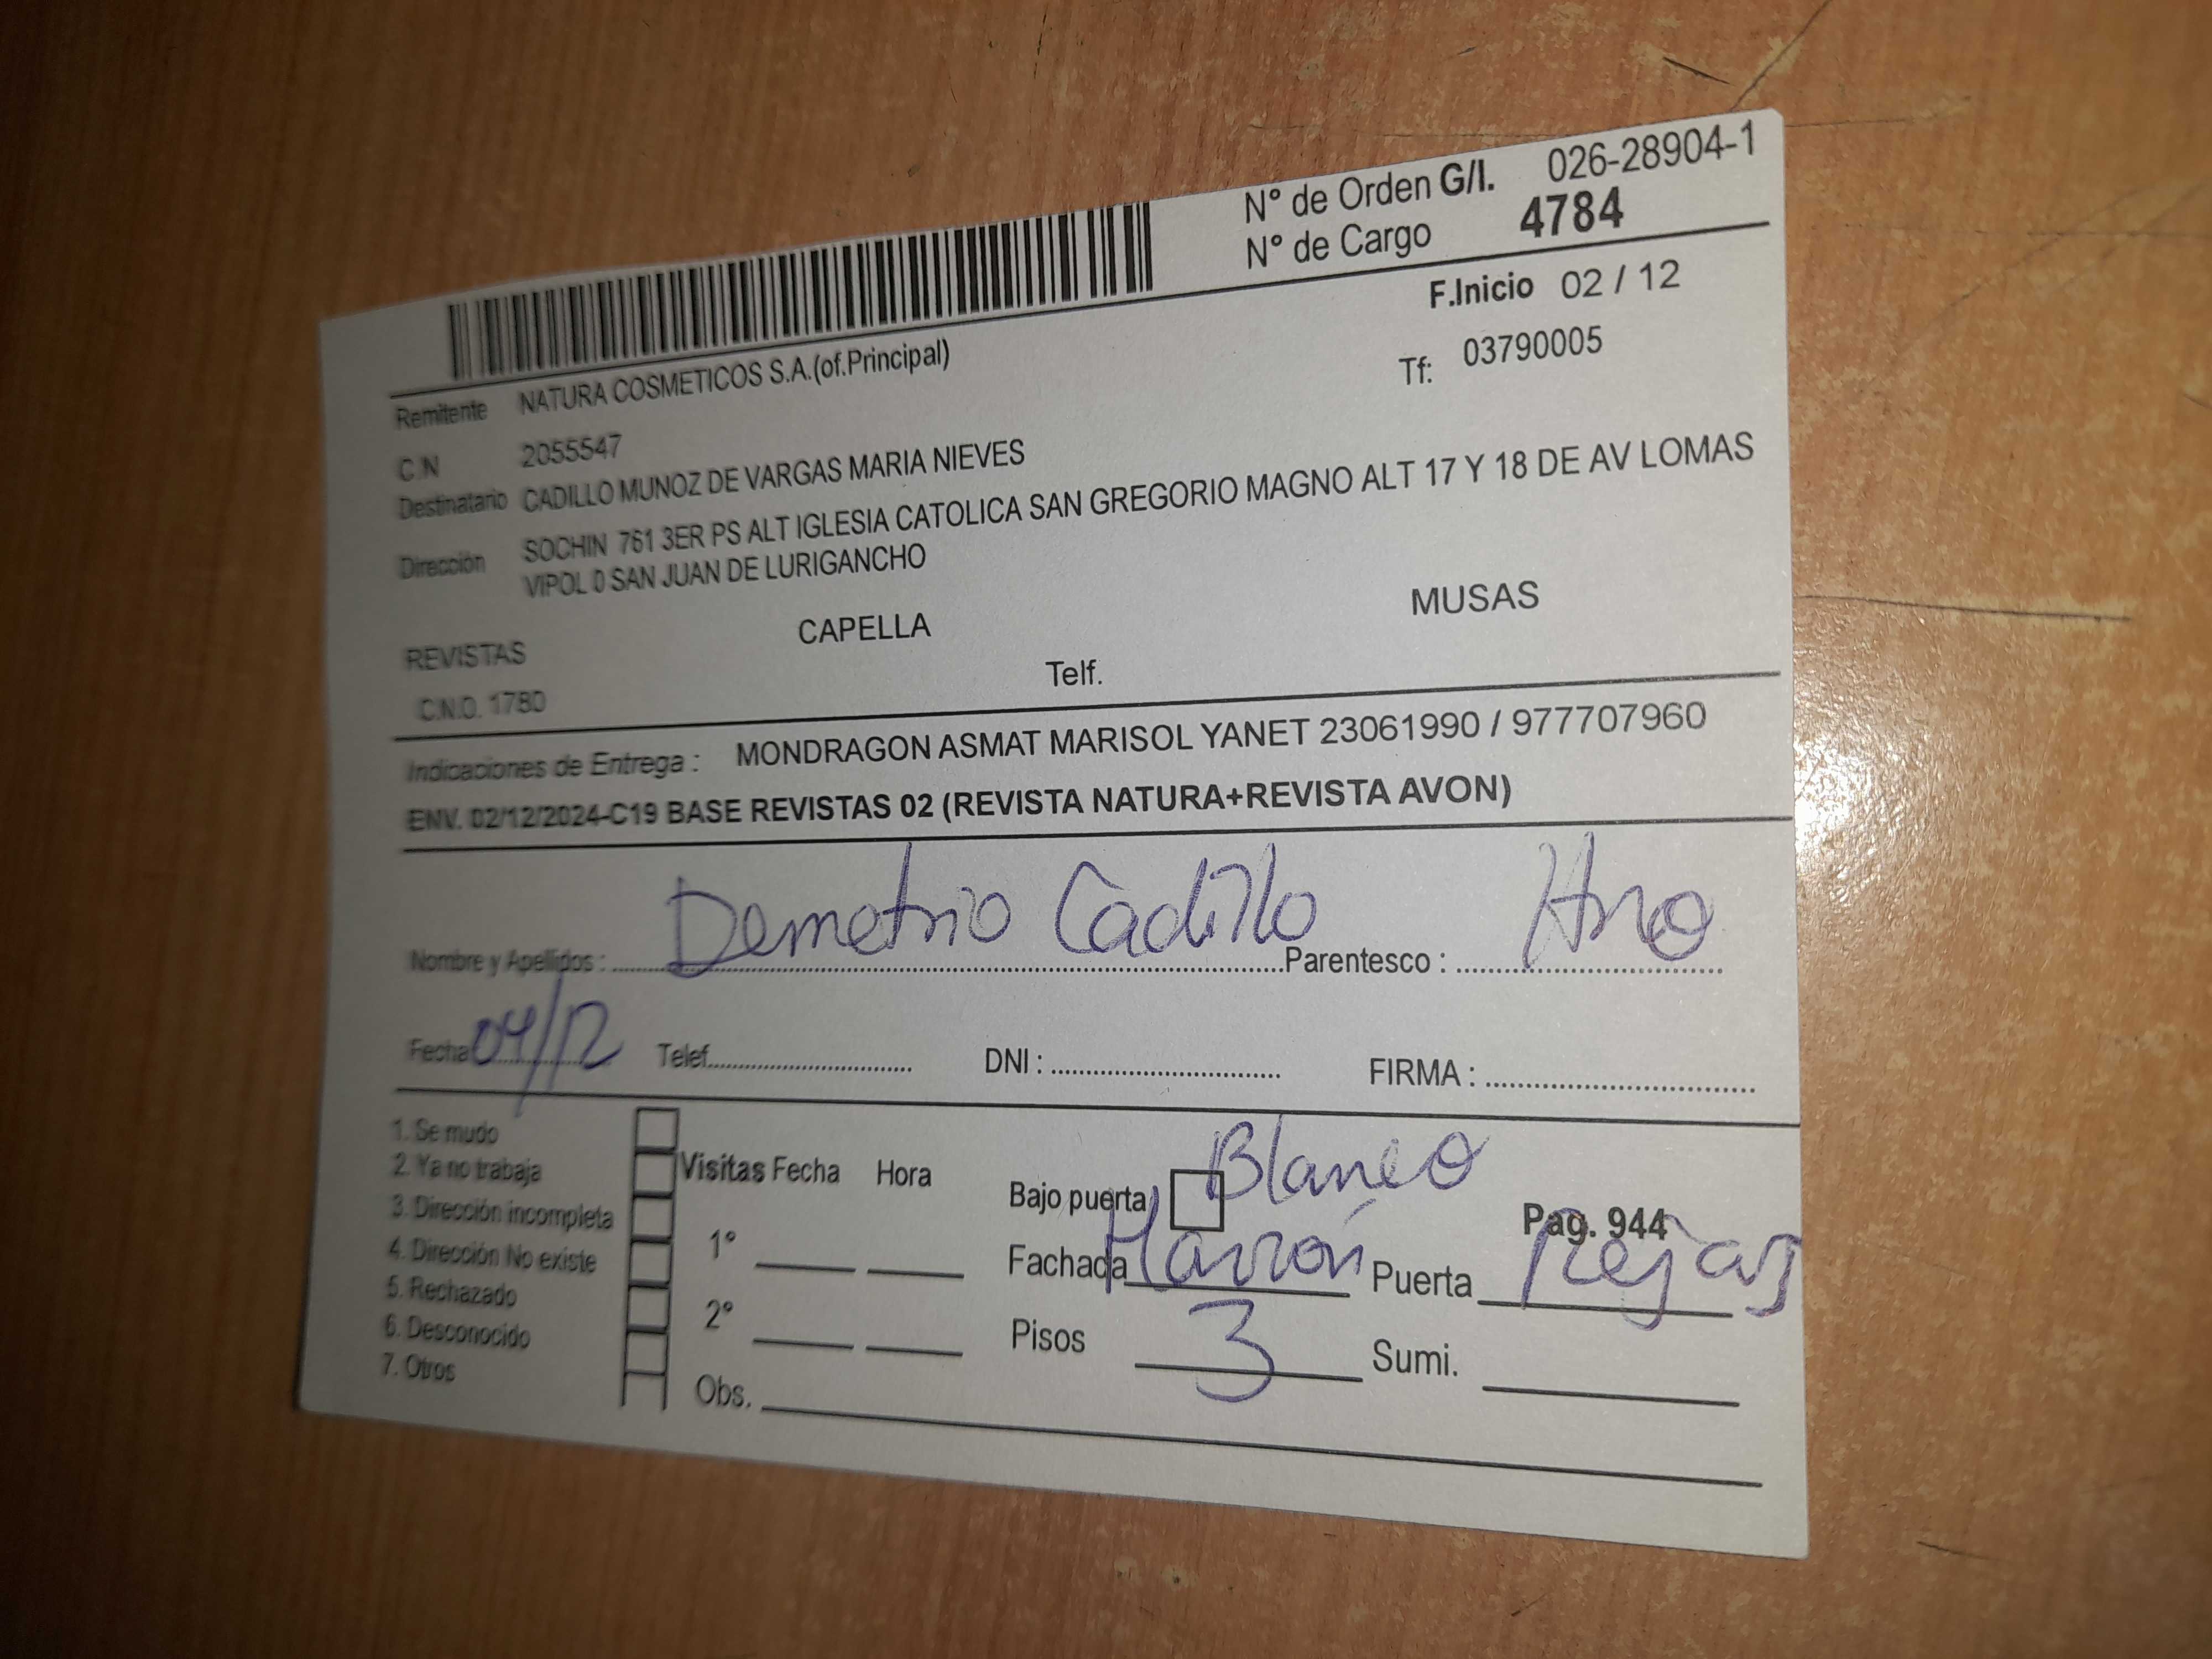 N° de Orden G/I. 026-28904-1
N° de Cargo 4784
F.Inicio 02 / 12
Remitente NATURA COSMETICOS S.A.(of.Principal)
Tf: 03790005
C.N 2055547
Destinatario CADILLO MUNOZ DE VARGAS MARIA NIEVES
Dirección SOCHIN 761 3ER PS ALT IGLESIA CATOLICA SAN GREGORIO MAGNO ALT 17 Y 18 DE AV LOMAS
VIPOL 0 SAN JUAN DE LURIGANCHO
REVISTAS CAPELLA MUSAS
C.N.O. 1780 Telf.
Indicaciones de Entrega : MONDRAGON ASMAT MARISOL YANET 23061990 / 977707960
ENV. 02/12/2024-C19 BASE REVISTAS 02 (REVISTA NATURA+REVISTA AVON)
Nombre y Apellidos : Demetrio Cadillo Parentesco : Hno
Fecha 04/12 Telef. DNI : FIRMA :
1. Se mudo
2. Ya no trabaja
3. Dirección incompleta
4. Dirección No existe
5. Rechazado
6. Desconocido
7. Otros
Visitas Fecha Hora
1°
2°
Obs.
Bajo puerta Blanco Pag. 944
Fachada Marrón Puerta Rejas
Pisos 3 Sumi.